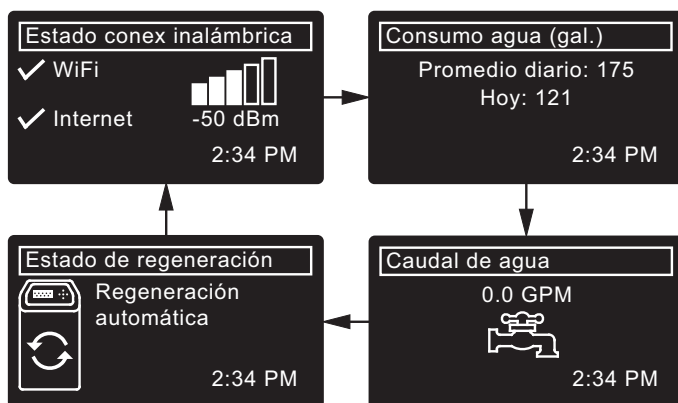 Estado conex inalámbrica
WiFi
Internet
-50 dBm
2:34 PM
Consumo agua (gal.)
Promedio diario: 175
Hoy: 121
2:34 PM
Estado de regeneración
Regeneración
automática
2:34 PM
Caudal de agua
0.0 GPM
2:34 PM